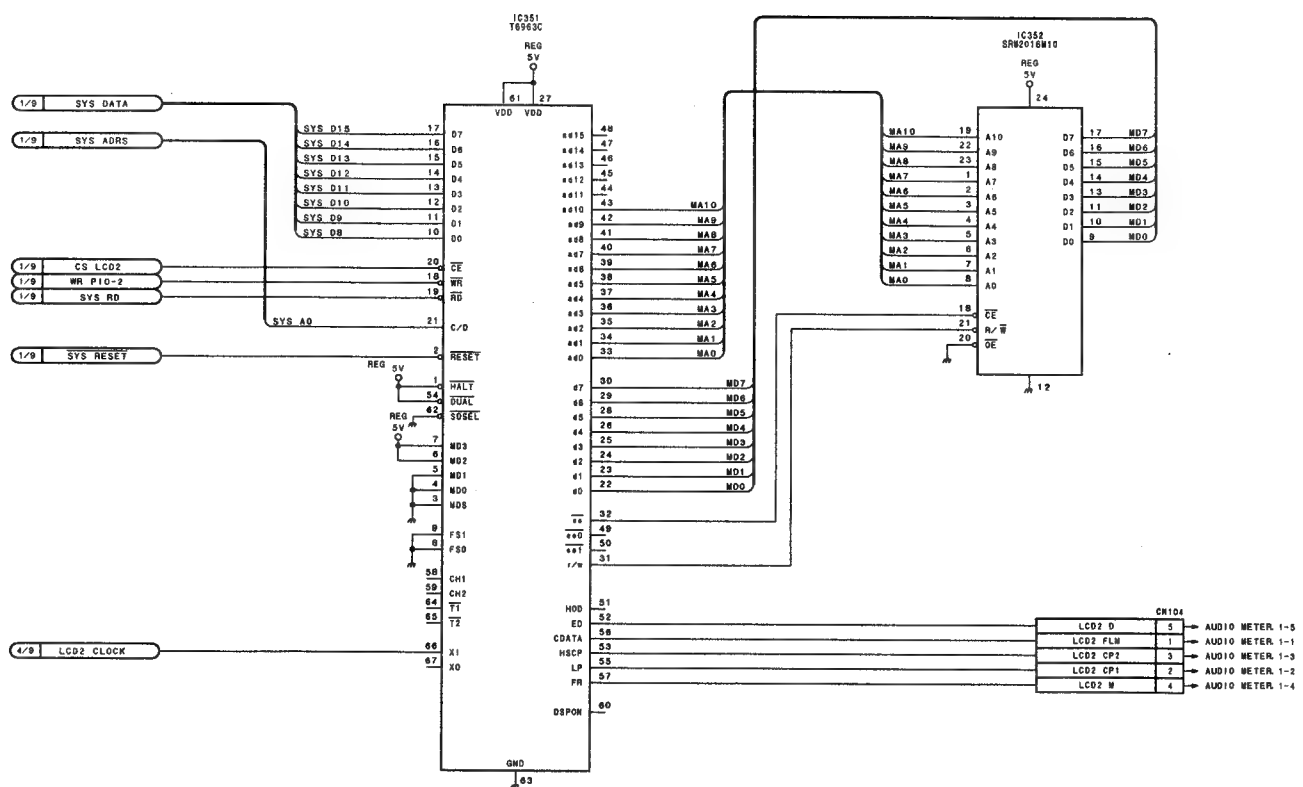 IC351
T6963C
REG
5V
61 27
VDD VDD
IC352
SRM2016M10
REG
5V
24
1/9 SYS DATA
1/9 SYS ADRS
SYS D15 17 D7
SYS D14 16 D6
SYS D13 15 D5
SYS D12 14 D4
SYS D11 13 D3
SYS D10 12 D2
SYS D9 11 D1
SYS D8 10 D0
1/9 CS LCD2 20 CE
1/9 WR PIO-2 18 WR
1/9 SYS RD 19 RD
SYS A0 21 C/D
1/9 SYS RESET 2 RESET
REG 5V
1 HALT
54 DUAL
62 SDSEL
REG
5V
7 MD3
6 MD2
5 MD1
4 MD0
3 MDS
9 FS1
8 FS0
58 CH1
59 CH2
64 T1
65 T2
4/9 LCD2 CLOCK 66 XI
67 XO
ad15 48
ad14 47
ad13 46
ad12 45
ad11 44
ad10 43 MA10
ad9 42 MA9
ad8 41 MA8
ad7 40 MA7
ad6 39 MA6
ad5 38 MA5
ad4 37 MA4
ad3 36 MA3
ad2 35 MA2
ad1 34 MA1
ad0 33 MA0
d7 30 MD7
d6 29 MD6
d5 28 MD5
d4 26 MD4
d3 25 MD3
d2 24 MD2
d1 23 MD1
d0 22 MD0
ce 32
ce0 49
ce1 50
r/w 31
HOD 51
ED 52
CDATA 56
HSCP 53
LP 55
FR 57
DSPON 60
GND
63
MA10 19 A10
MA9 22 A9
MA8 23 A8
MA7 1 A7
MA6 2 A6
MA5 3 A5
MA4 4 A4
MA3 5 A3
MA2 6 A2
MA1 7 A1
MA0 8 A0
18 CE
21 R/W
20 OE
D7 17 MD7
D6 16 MD6
D5 15 MD5
D4 14 MD4
D3 13 MD3
D2 11 MD2
D1 10 MD1
D0 9 MD0
12
CN104
LCD2 D 5 AUDIO METER 1-5
LCD2 FLM 1 AUDIO METER 1-1
LCD2 CP2 3 AUDIO METER 1-3
LCD2 CP1 2 AUDIO METER 1-2
LCD2 M 4 AUDIO METER 1-4